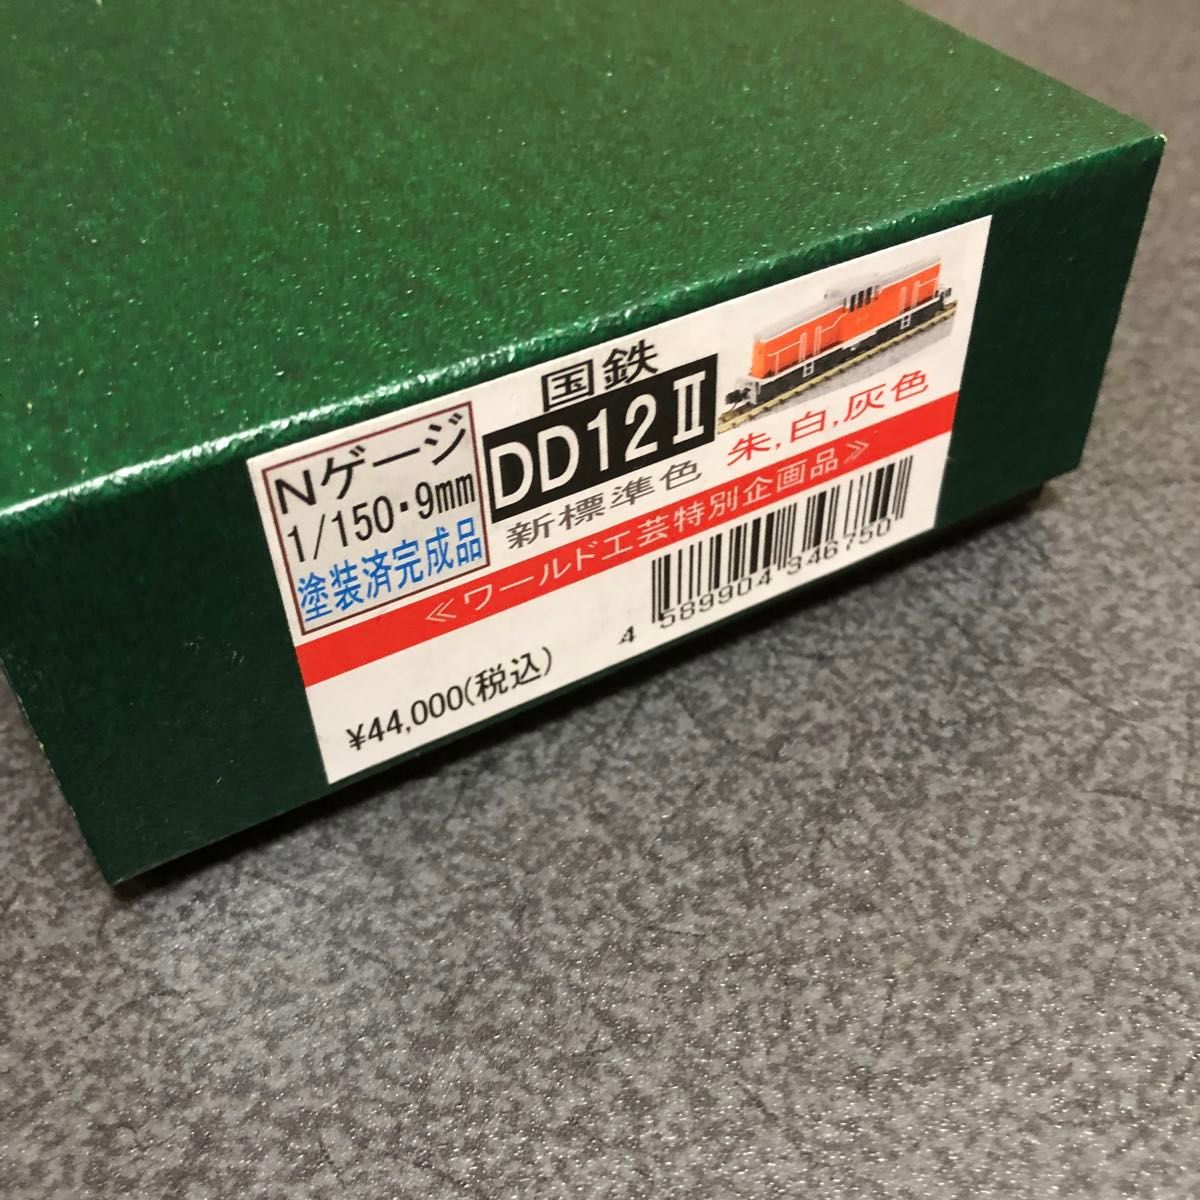 Nゲージ
1/150・9mm
塗装済完成品
国鉄
DD12Ⅱ
新標準色
朱,白,灰色
≪ワールド工芸特別企画品≫
¥44,000(税込)
4 589904 346750